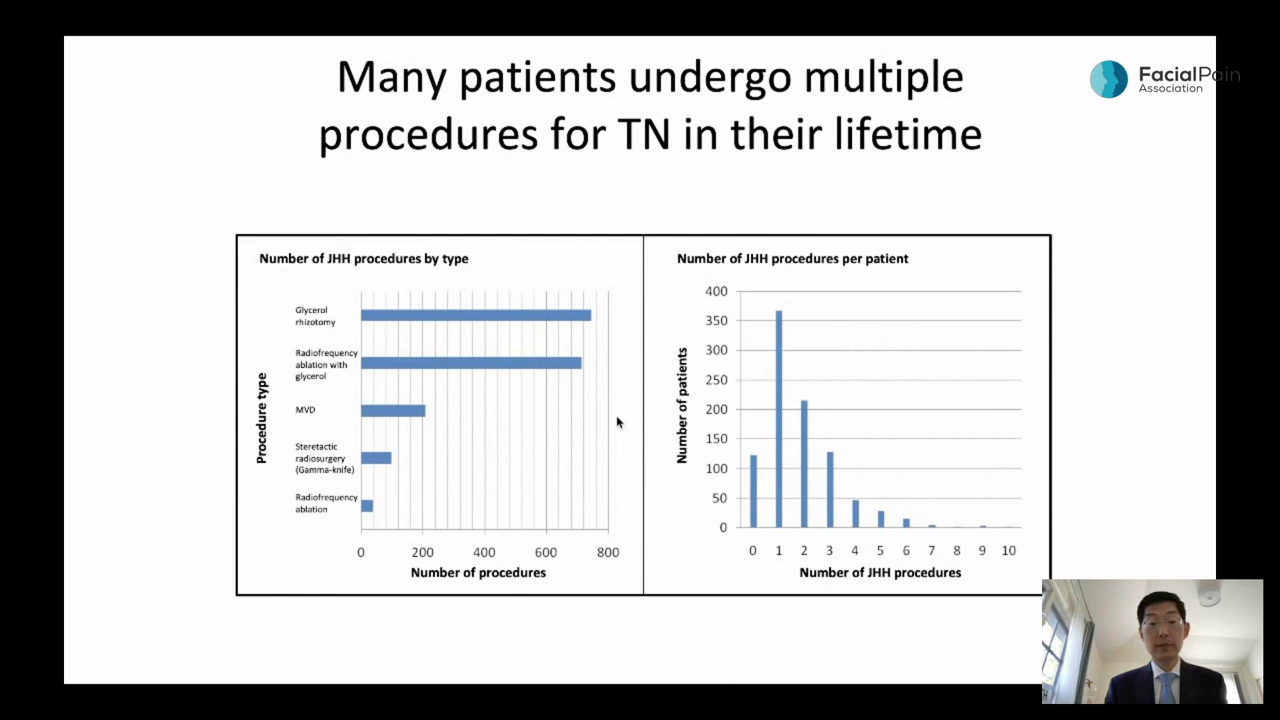 Many patients undergo multiple
procedures for TN in their lifetime
FacialPain
Association
Number of JHH procedures by type
Procedure type
Glycerol
rhizotomy
Radiofrequency
ablation with
glycerol
MVD
Steretactic
radiosurgery
(Gamma-knife)
Radiofrequency
ablation
0 200 400 600 800
Number of procedures
Number of JHH procedures per patient
Number of patients
400
350
300
250
200
150
100
50
0
0 1 2 3 4 5 6 7 8 9 10
Number of JHH procedures